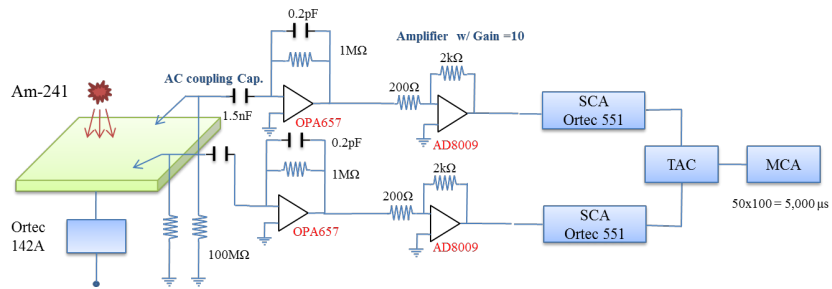 0.2pF
Amplifier w/ Gain =10
1MΩ
2kΩ
AC coupling Cap.
Am-241
200Ω
SCA
Ortec 551
1.5nF
OPA657
0.2pF
AD8009
2kΩ
TAC
MCA
1MΩ
200Ω
50x100 = 5,000 µs
SCA
Ortec 551
Ortec
142A
OPA657
AD8009
100MΩ